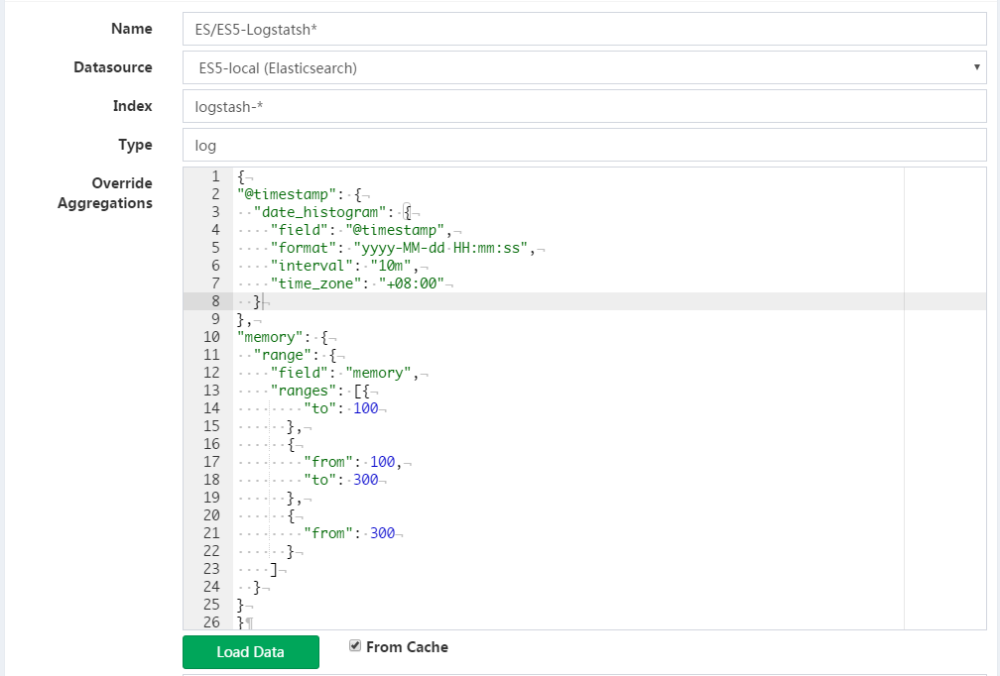 Name ES/ES5-Logstatsh*
Datasource ES5-local (Elasticsearch)
Index logstash-*
Type log
Override Aggregations
1 {
2 "@timestamp": {
3   "date_histogram": {
4     "field": "@timestamp",
5     "format": "yyyy-MM-dd HH:mm:ss",
6     "interval": "10m",
7     "time_zone": "+08:00"
8   }
9 },
10 "memory": {
11   "range": {
12     "field": "memory",
13     "ranges": [{
14         "to": 100
15       },
16       {
17         "from": 100,
18         "to": 300
19       },
20       {
21         "from": 300
22       }
23     ]
24   }
25 }
26 }
Load Data From Cache